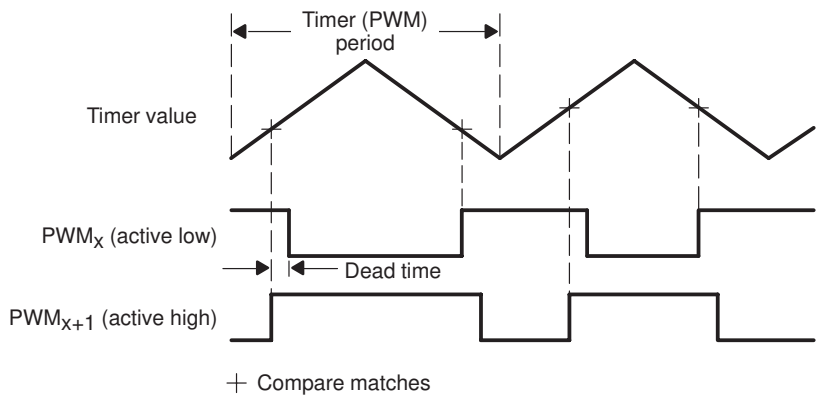 Timer (PWM)
period
Timer value
PWMx (active low)
Dead time
PWMx+1 (active high)
+ Compare matches